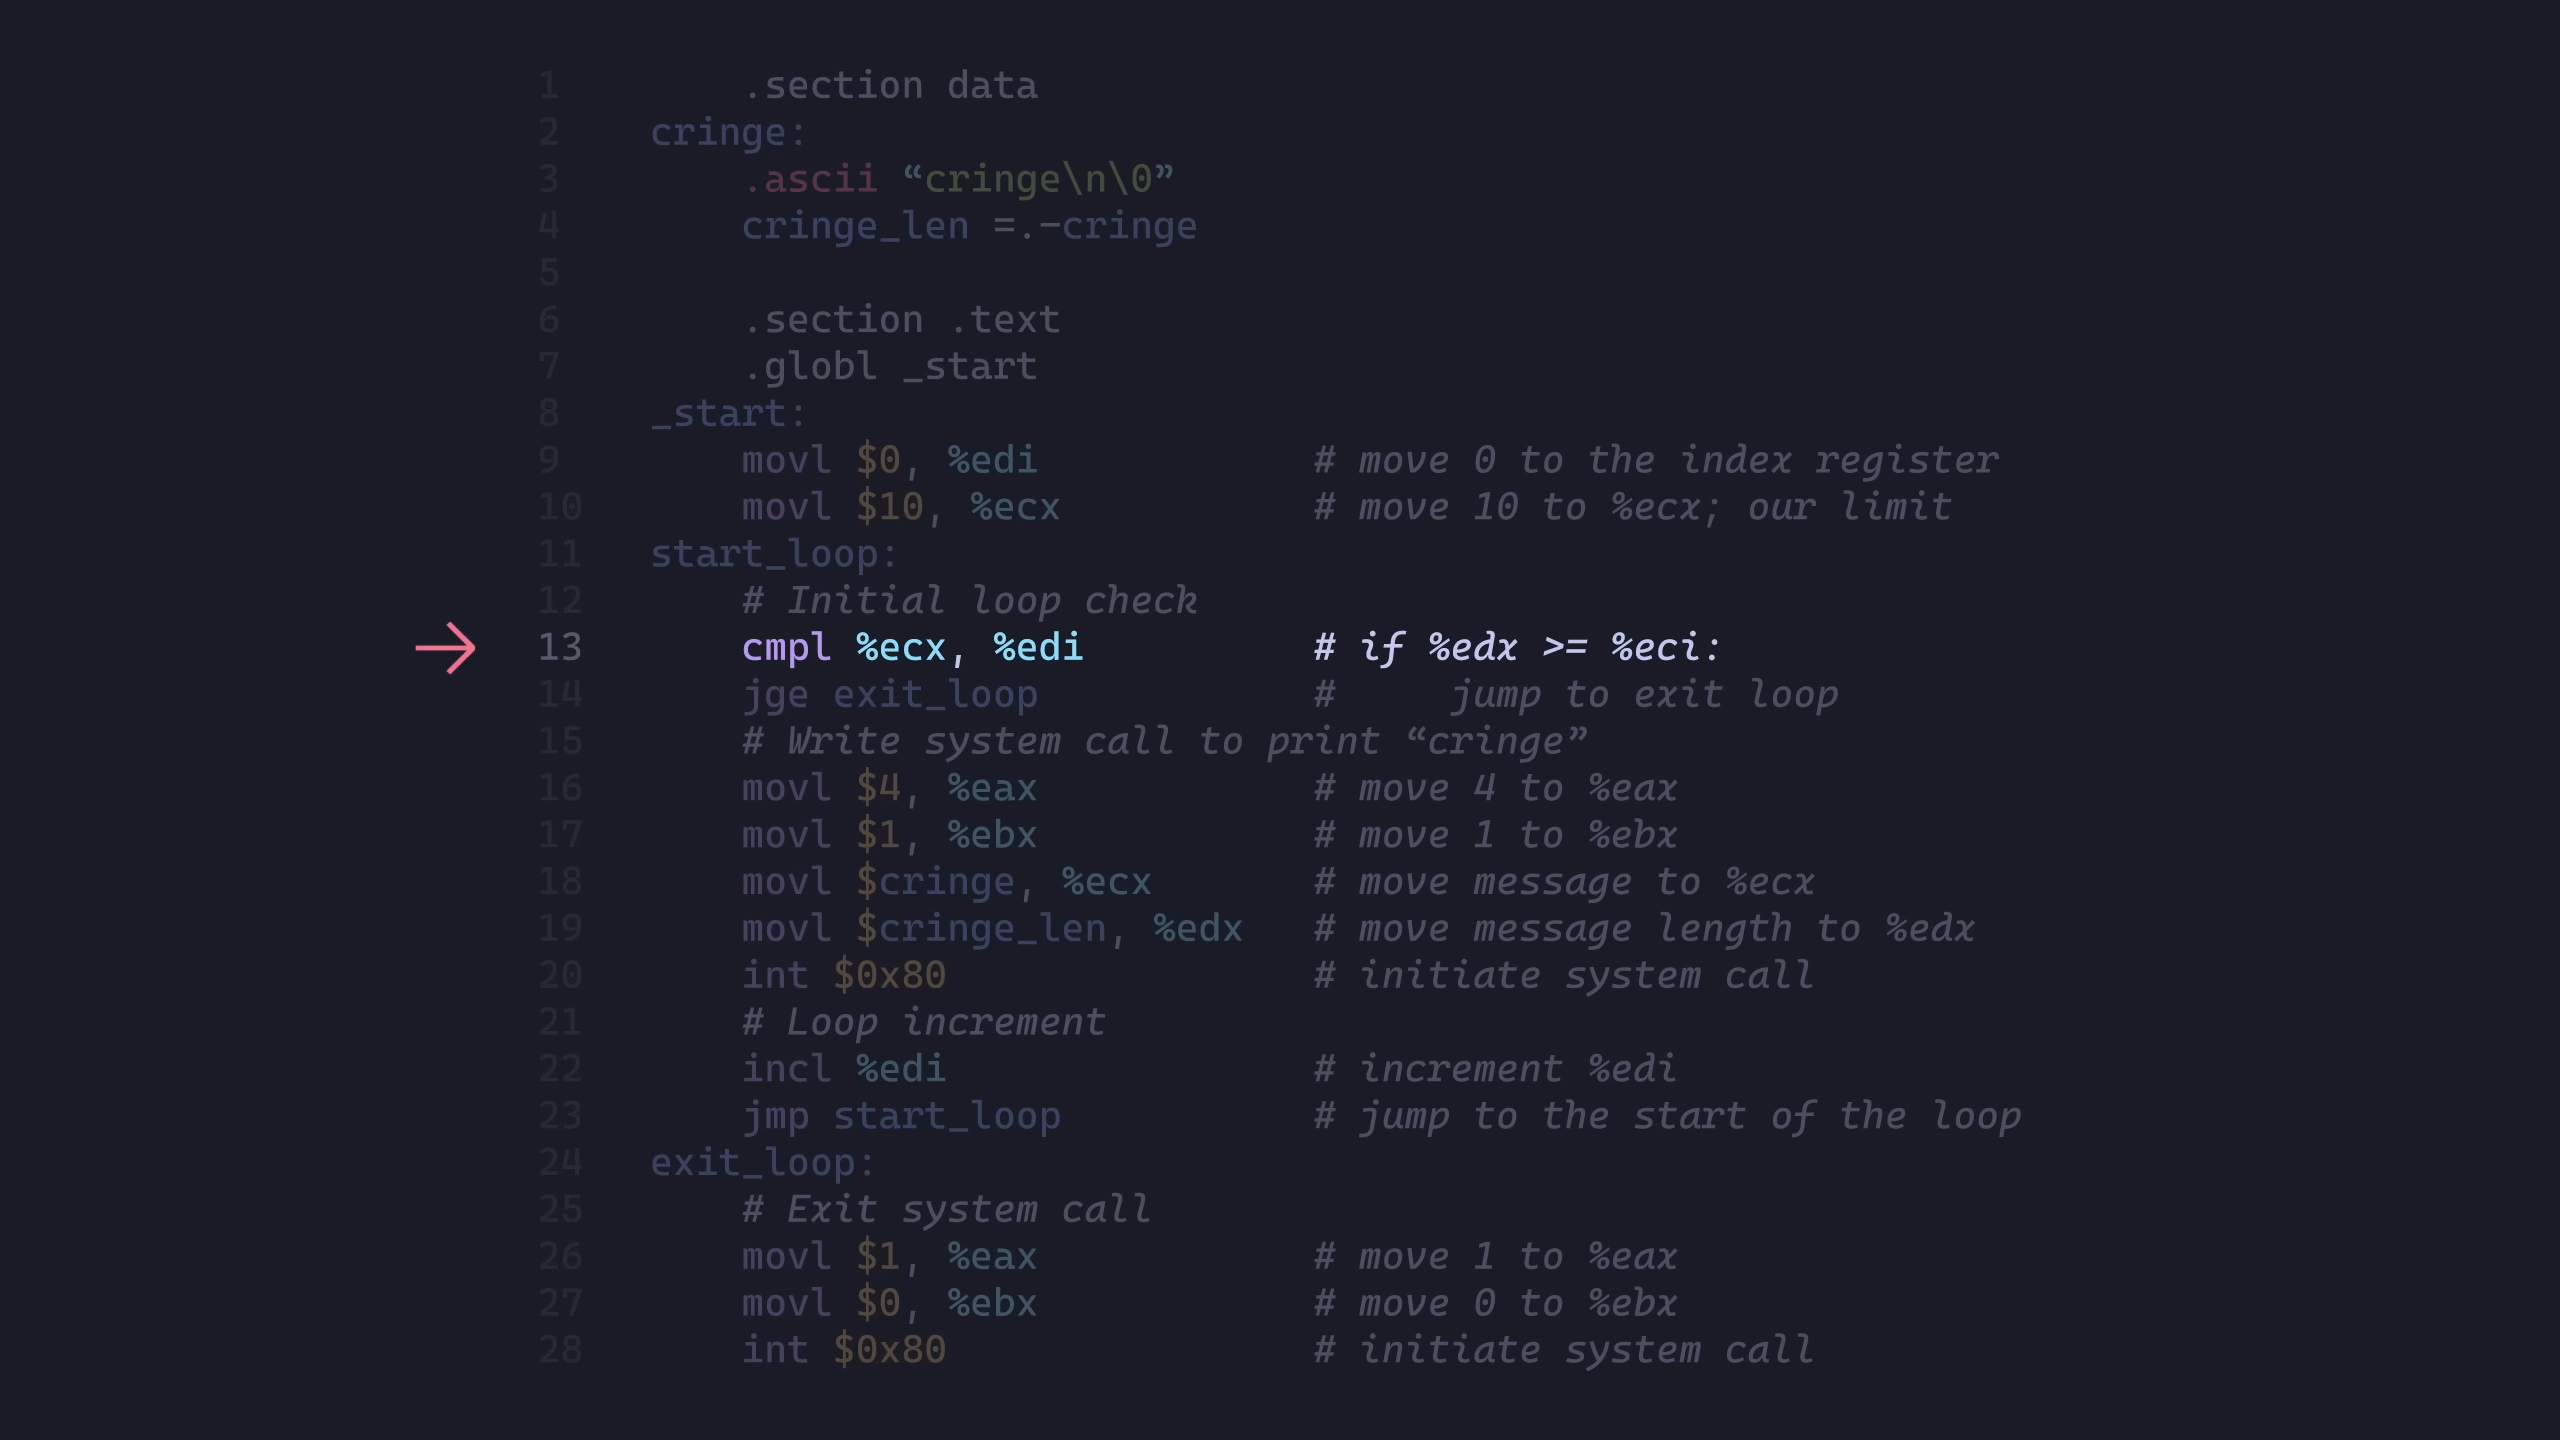 1 .section data
2 cringe:
3 .ascii “cringe\n\0”
4 cringe_len =.-cringe
5
6 .section .text
7 .globl _start
8 _start:
9 movl $0, %edi # move 0 to the index register
10 movl $10, %ecx # move 10 to %ecx; our limit
11 start_loop:
12 # Initial loop check
13 cmpl %ecx, %edi # if %edx >= %eci:
14 jge exit_loop # jump to exit loop
15 # Write system call to print “cringe”
16 movl $4, %eax # move 4 to %eax
17 movl $1, %ebx # move 1 to %ebx
18 movl $cringe, %ecx # move message to %ecx
19 movl $cringe_len, %edx # move message length to %edx
20 int $0x80 # initiate system call
21 # Loop increment
22 incl %edi # increment %edi
23 jmp start_loop # jump to the start of the loop
24 exit_loop:
25 # Exit system call
26 movl $1, %eax # move 1 to %eax
27 movl $0, %ebx # move 0 to %ebx
28 int $0x80 # initiate system call